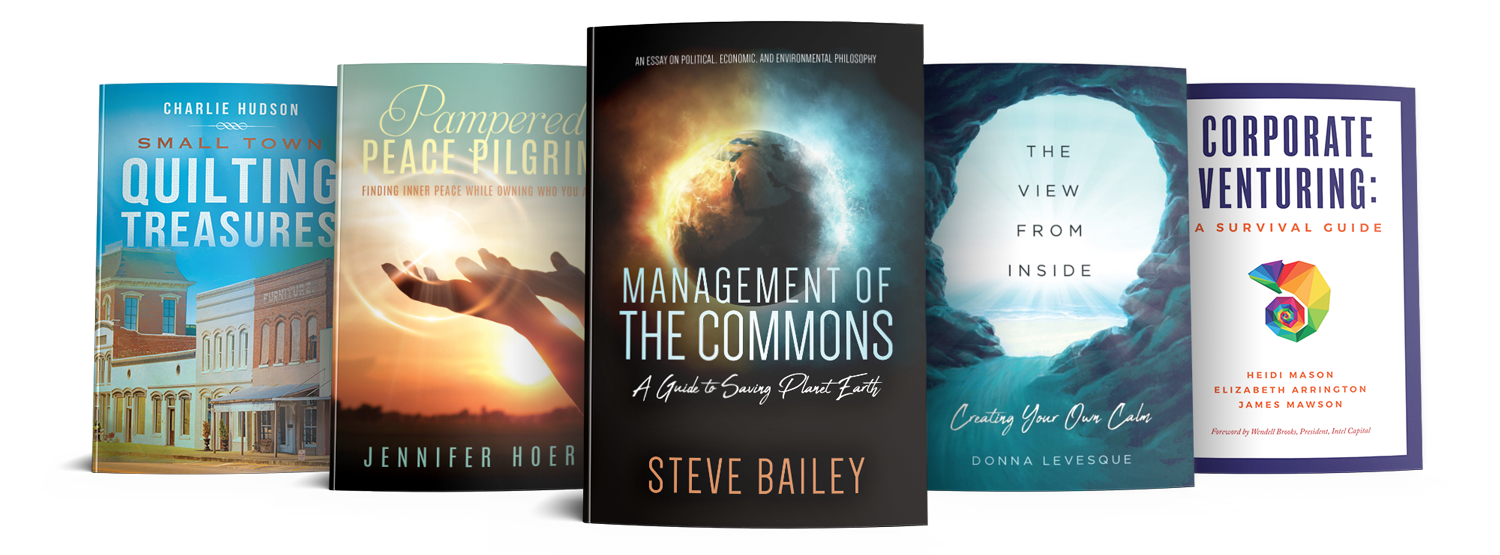 CHARLIE HUDSON
SMALL TOWN
QUILTING
TREASURES
FURNITURE
Pampered
PEACE PILGRIM
FINDING INNER PEACE WHILE OWNING WHO YOU A
JENNIFER HOER
AN ESSAY ON POLITICAL, ECONOMIC, AND ENVIRONMENTAL PHILOSOPHY
MANAGEMENT OF
THE COMMONS
A Guide to Saving Planet Earth
STEVE BAILEY
THE
VIEW
FROM
INSIDE
Creating Your Own Calm
DONNA LEVESQUE
CORPORATE
VENTURING:
A SURVIVAL GUIDE
HEIDI MASON
ELIZABETH ARRINGTON
JAMES MAWSON
Foreword by Wendell Brooks, President, Intel Capital